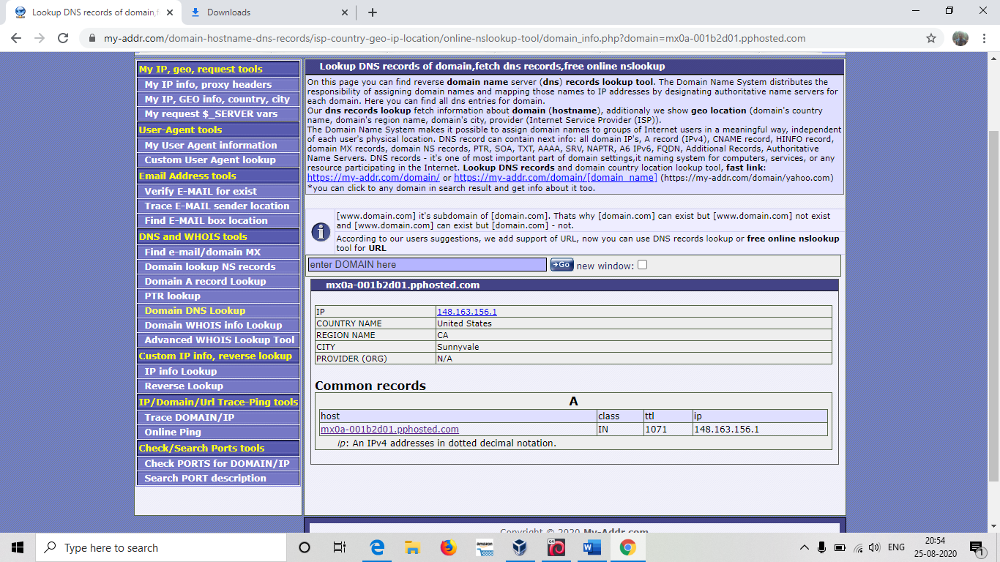 Lookup DNS records of domain,f
Downloads
my-addr.com/domain-hostname-dns-records/isp-country-geo-ip-location/online-nslookup-tool/domain_info.php?domain=mx0a-001b2d01.pphosted.com
My IP, geo, request tools
My IP info, proxy headers
My IP, GEO info, country, city
My request $_SERVER vars
User-Agent tools
My User Agent information
Custom User Agent lookup
Email Address tools
Verify E-MAIL for exist
Trace E-MAIL sender location
Find E-MAIL box location
DNS and WHOIS tools
Find e-mail/domain MX
Domain lookup NS records
Domain A record Lookup
PTR lookup
Domain DNS Lookup
Domain WHOIS info Lookup
Advanced WHOIS Lookup Tool
Custom IP info, reverse lookup
IP info Lookup
Reverse Lookup
IP/Domain/Url Trace-Ping tools
Trace DOMAIN/IP
Online Ping
Check/Search Ports tools
Check PORTS for DOMAIN/IP
Search PORT description
Lookup DNS records of domain,fetch dns records,free online nslookup
On this page you can find reverse domain name server (dns) records lookup tool. The Domain Name System distributes the
responsibility of assigning domain names and mapping those names to IP addresses by designating authoritative name servers for
each domain. Here you can find all dns entries for domain.
Our dns records lookup fetch information about domain (hostname), additionaly we show geo location (domain's country
name, domain's region name, domain's city, provider (Internet Service Provider (ISP)).
The Domain Name System makes it possible to assign domain names to groups of Internet users in a meaningful way, independent
of each user's physical location. DNS record can contain next info: all domain IP's, A record (IPv4), CNAME record, HINFO record,
domain MX records, domain NS records, PTR, SOA, TXT, AAAA, SRV, NAPTR, A6 IPv6, FQDN, Additional Records, Authoritative
Name Servers. DNS records - it's one of most important part of domain settings,it naming system for computers, services, or any
resource participating in the Internet. Lookup DNS records and domain country location lookup tool, fast link:
https://my-addr.com/domain/ or https://my-addr.com/domain/[domain_name] (https://my-addr.com/domain/yahoo.com)
*you can click to any domain in search result and get info about it too.
[www.domain.com] it's subdomain of [domain.com]. Thats why [domain.com] can exist but [www.domain.com] not exist
and [www.domain.com] can exist but [domain.com] - not.
According to our users suggestions, we add support of URL, now you can use DNS records lookup or free online nslookup
tool for URL
enter DOMAIN here Go new window:
mx0a-001b2d01.pphosted.com
IP 148.163.156.1
COUNTRY NAME United States
REGION NAME CA
CITY Sunnyvale
PROVIDER (ORG) N/A
Common records
A
host class ttl ip
mx0a-001b2d01.pphosted.com IN 1071 148.163.156.1
ip: An IPv4 addresses in dotted decimal notation.
Copyright © 2020 My-Addr.com
Type here to search
amazon
64
ENG
20:54
25-08-2020
1